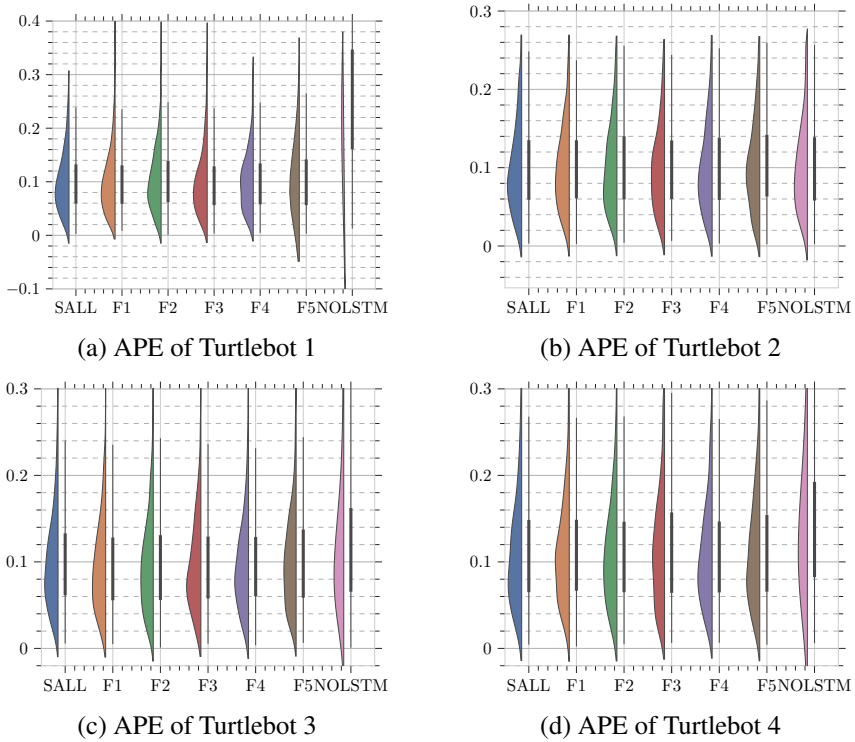 0.4
0.3
0.2
0.1
0
−0.1
SALL F1 F2 F3 F4 F5NOLSTM
(a) APE of Turtlebot 1
0.3
0.2
0.1
0
SALL F1 F2 F3 F4 F5NOLSTM
(b) APE of Turtlebot 2
0.3
0.2
0.1
0
SALL F1 F2 F3 F4 F5NOLSTM
(c) APE of Turtlebot 3
0.3
0.2
0.1
0
SALL F1 F2 F3 F4 F5NOLSTM
(d) APE of Turtlebot 4